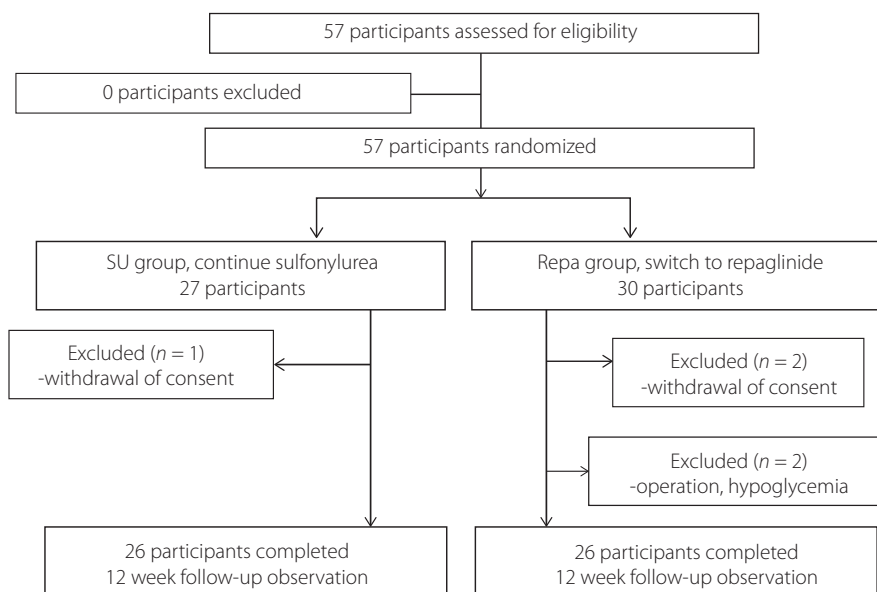 57 participants assessed for eligibility
0 participants excluded
57 participants randomized
SU group, continue sulfonylurea
27 participants
Repa group, switch to repaglinide
30 participants
Excluded (n = 1)
-withdrawal of consent
Excluded (n = 2)
-withdrawal of consent
Excluded (n = 2)
-operation, hypoglycemia
26 participants completed
12 week follow-up observation
26 participants completed
12 week follow-up observation